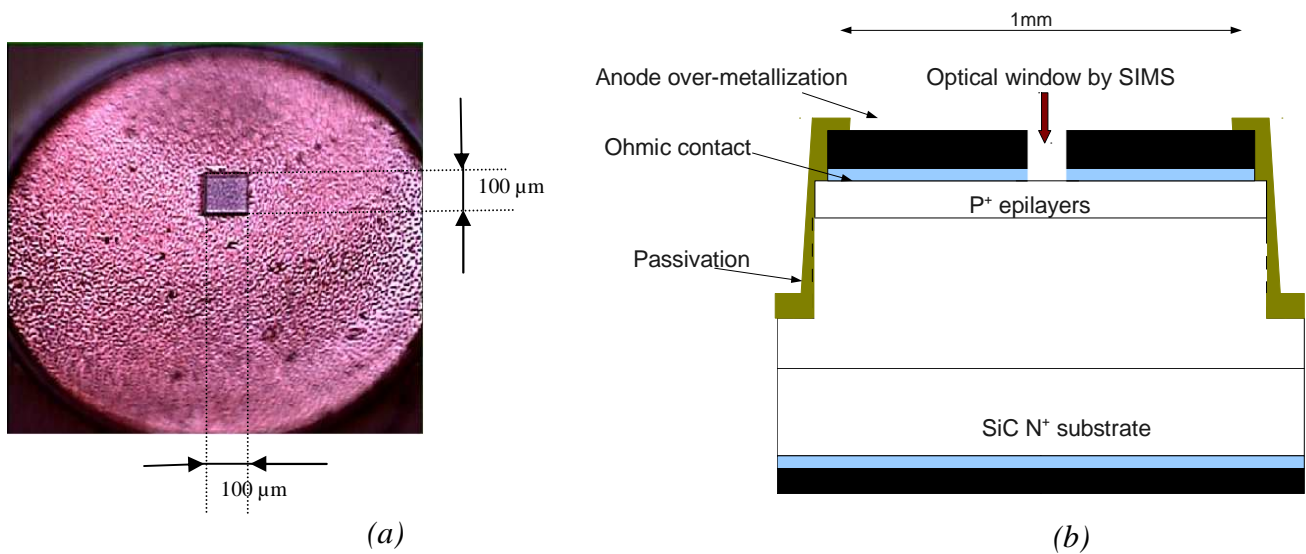 100 µm
100 µm
(a)
1mm
Anode over-metallization
Optical window by SIMS
Ohmic contact
P+ epilayers
Passivation
SiC N+ substrate
(b)